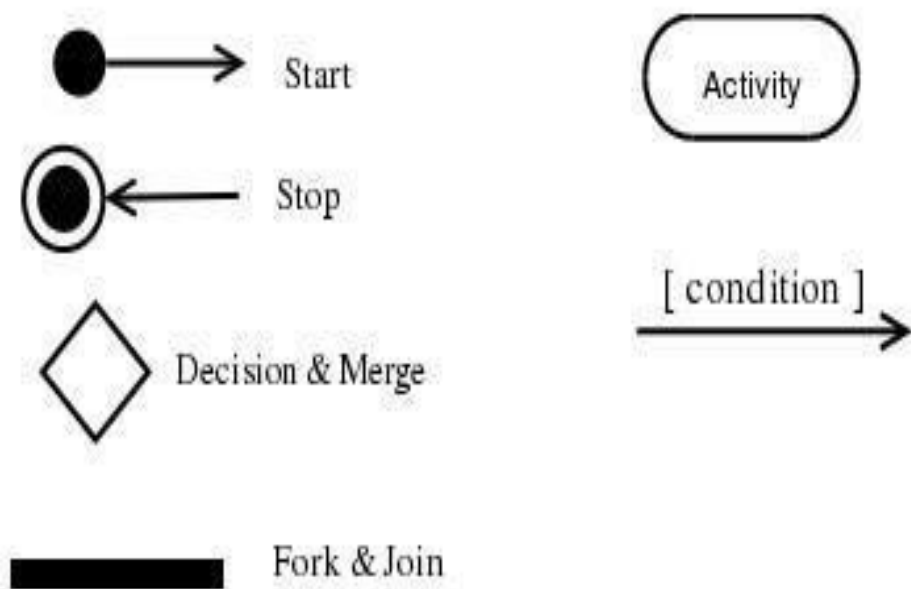 Start
Activity
Stop
[ condition ]
Decision & Merge
Fork & Join